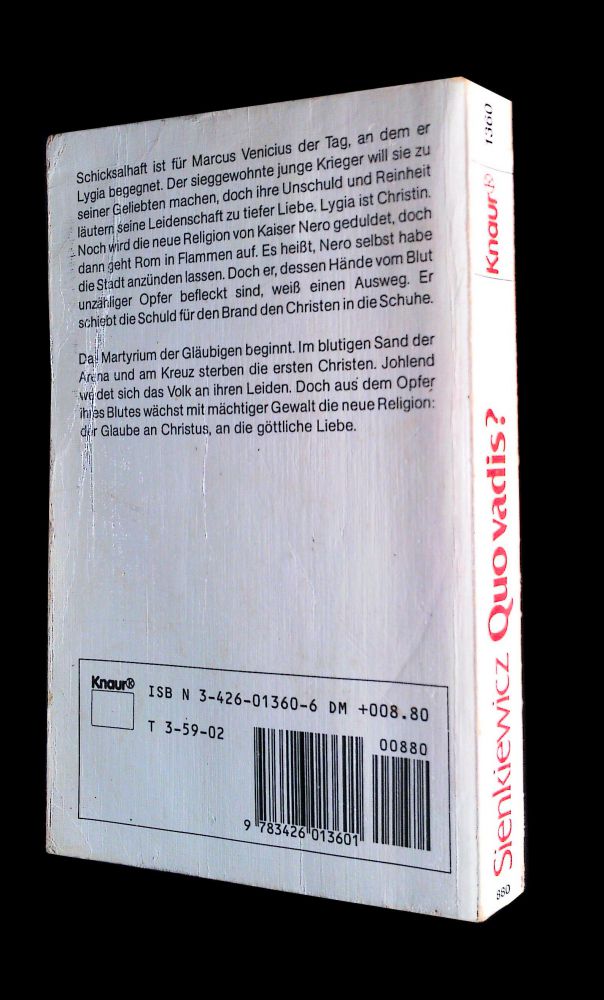 Schicksalhaft ist für Marcus Venicius der Tag, an dem er
Lygia begegnet. Der sieggewohnte junge Krieger will sie zu
seiner Geliebten machen, doch ihre Unschuld und Reinheit
läutern seine Leidenschaft zu tiefer Liebe. Lygia ist Christin.
Noch wird die neue Religion von Kaiser Nero geduldet, doch
dann geht Rom in Flammen auf. Es heißt, Nero selbst habe
die Stadt anzünden lassen. Doch er, dessen Hände vom Blut
unzähliger Opfer befleckt sind, weiß einen Ausweg. Er
schiebt die Schuld für den Brand den Christen in die Schuhe.
Das Martyrium der Gläubigen beginnt. Im blutigen Sand der
Arena und am Kreuz sterben die ersten Christen. Johlend
weidet sich das Volk an ihren Leiden. Doch aus dem Opfer
ihres Blutes wächst mit mächtiger Gewalt die neue Religion:
der Glaube an Christus, an die göttliche Liebe.
Knaur®
ISB N 3-426-01360-6 DM +008.80
T 3-59-02
00880
9 783426 013601
880
Sienkiewicz Quo vadis?
Knaur®
1360